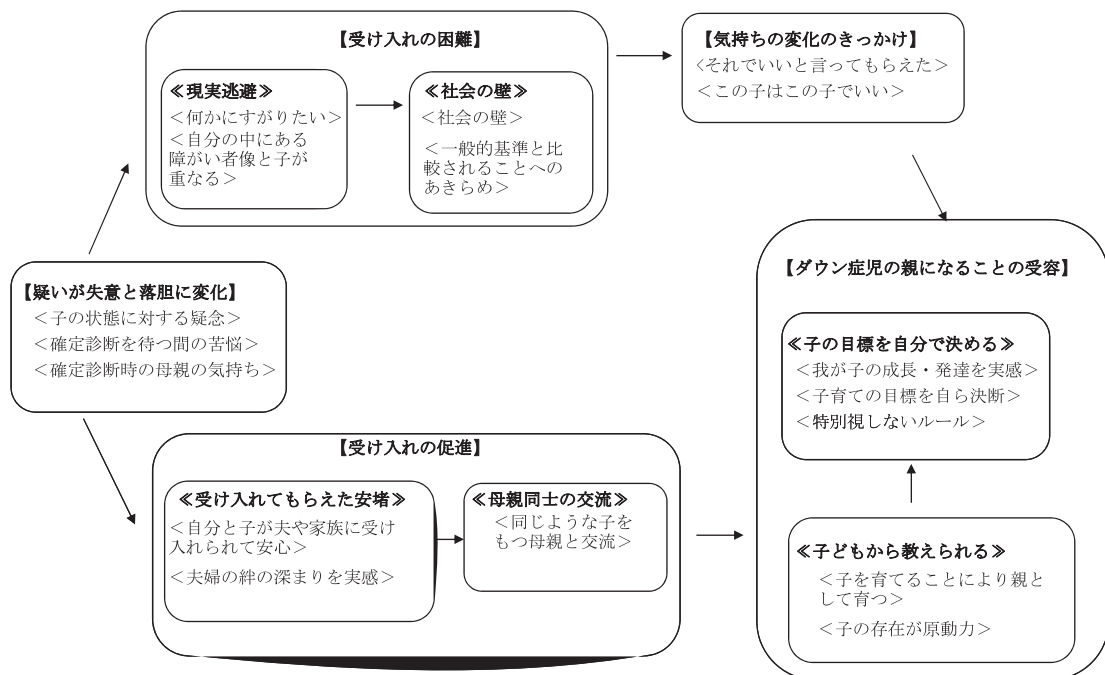 【受け入れの困難】
≪現実逃避≫
＜何かにすがりたい＞
＜自分の中にある
障がい者像と子が
重なる＞
≪社会の壁≫
＜社会の壁＞
＜一般的基準と比
較されることへの
あきらめ＞
【気持ちの変化のきっかけ】
＜それでいいと言ってもらえた＞
＜この子はこの子でいい＞
【疑いが失意と落胆に変化】
＜子の状態に対する疑念＞
＜確定診断を待つ間の苦悩＞
＜確定診断時の母親の気持ち＞
【受け入れの促進】
≪受け入れてもらえた安堵≫
＜自分と子が夫や家族に受け
入れられて安心＞
＜夫婦の絆の深まりを実感＞
≪母親同士の交流≫
＜同じような子を
もつ母親と交流＞
【ダウン症児の親になることの受容】
≪子の目標を自分で決める≫
＜我が子の成長・発達を実感＞
＜子育ての目標を自ら決断＞
＜特別視しないルール＞
≪子どもから教えられる≫
＜子を育てることにより親と
して育つ＞
＜子の存在が原動力＞